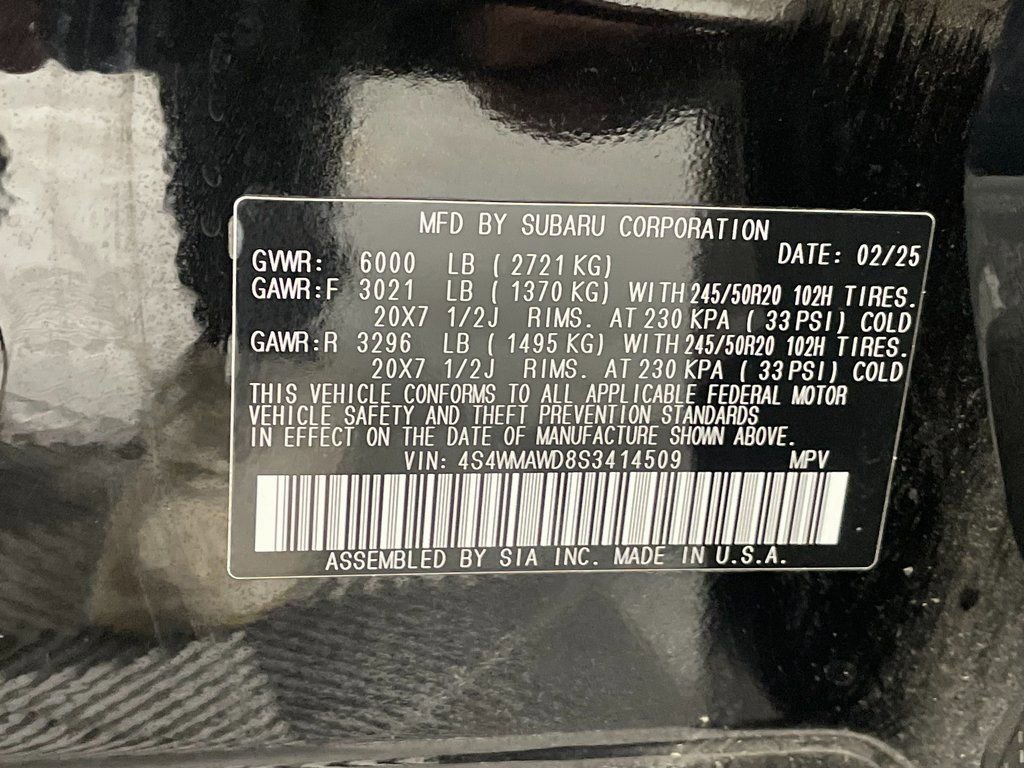 MFD BY SUBARU CORPORATION
DATE: 02/25
GVWR: 6000 LB ( 2721 KG)
GAWR:F 3021 LB ( 1370 KG) WITH 245/50R20 102H TIRES.
20X7 1/2J RIMS. AT 230 KPA ( 33 PSI) COLD
GAWR:R 3296 LB ( 1495 KG) WITH 245/50R20 102H TIRES.
20X7 1/2J RIMS. AT 230 KPA ( 33 PSI) COLD
THIS VEHICLE CONFORMS TO ALL APPLICABLE FEDERAL MOTOR
VEHICLE SAFETY AND THEFT PREVENTION STANDARDS
IN EFFECT ON THE DATE OF MANUFACTURE SHOWN ABOVE.
VIN: 4S4WMAWD8S3414509 MPV
ASSEMBLED BY SIA INC. MADE IN U.S.A.